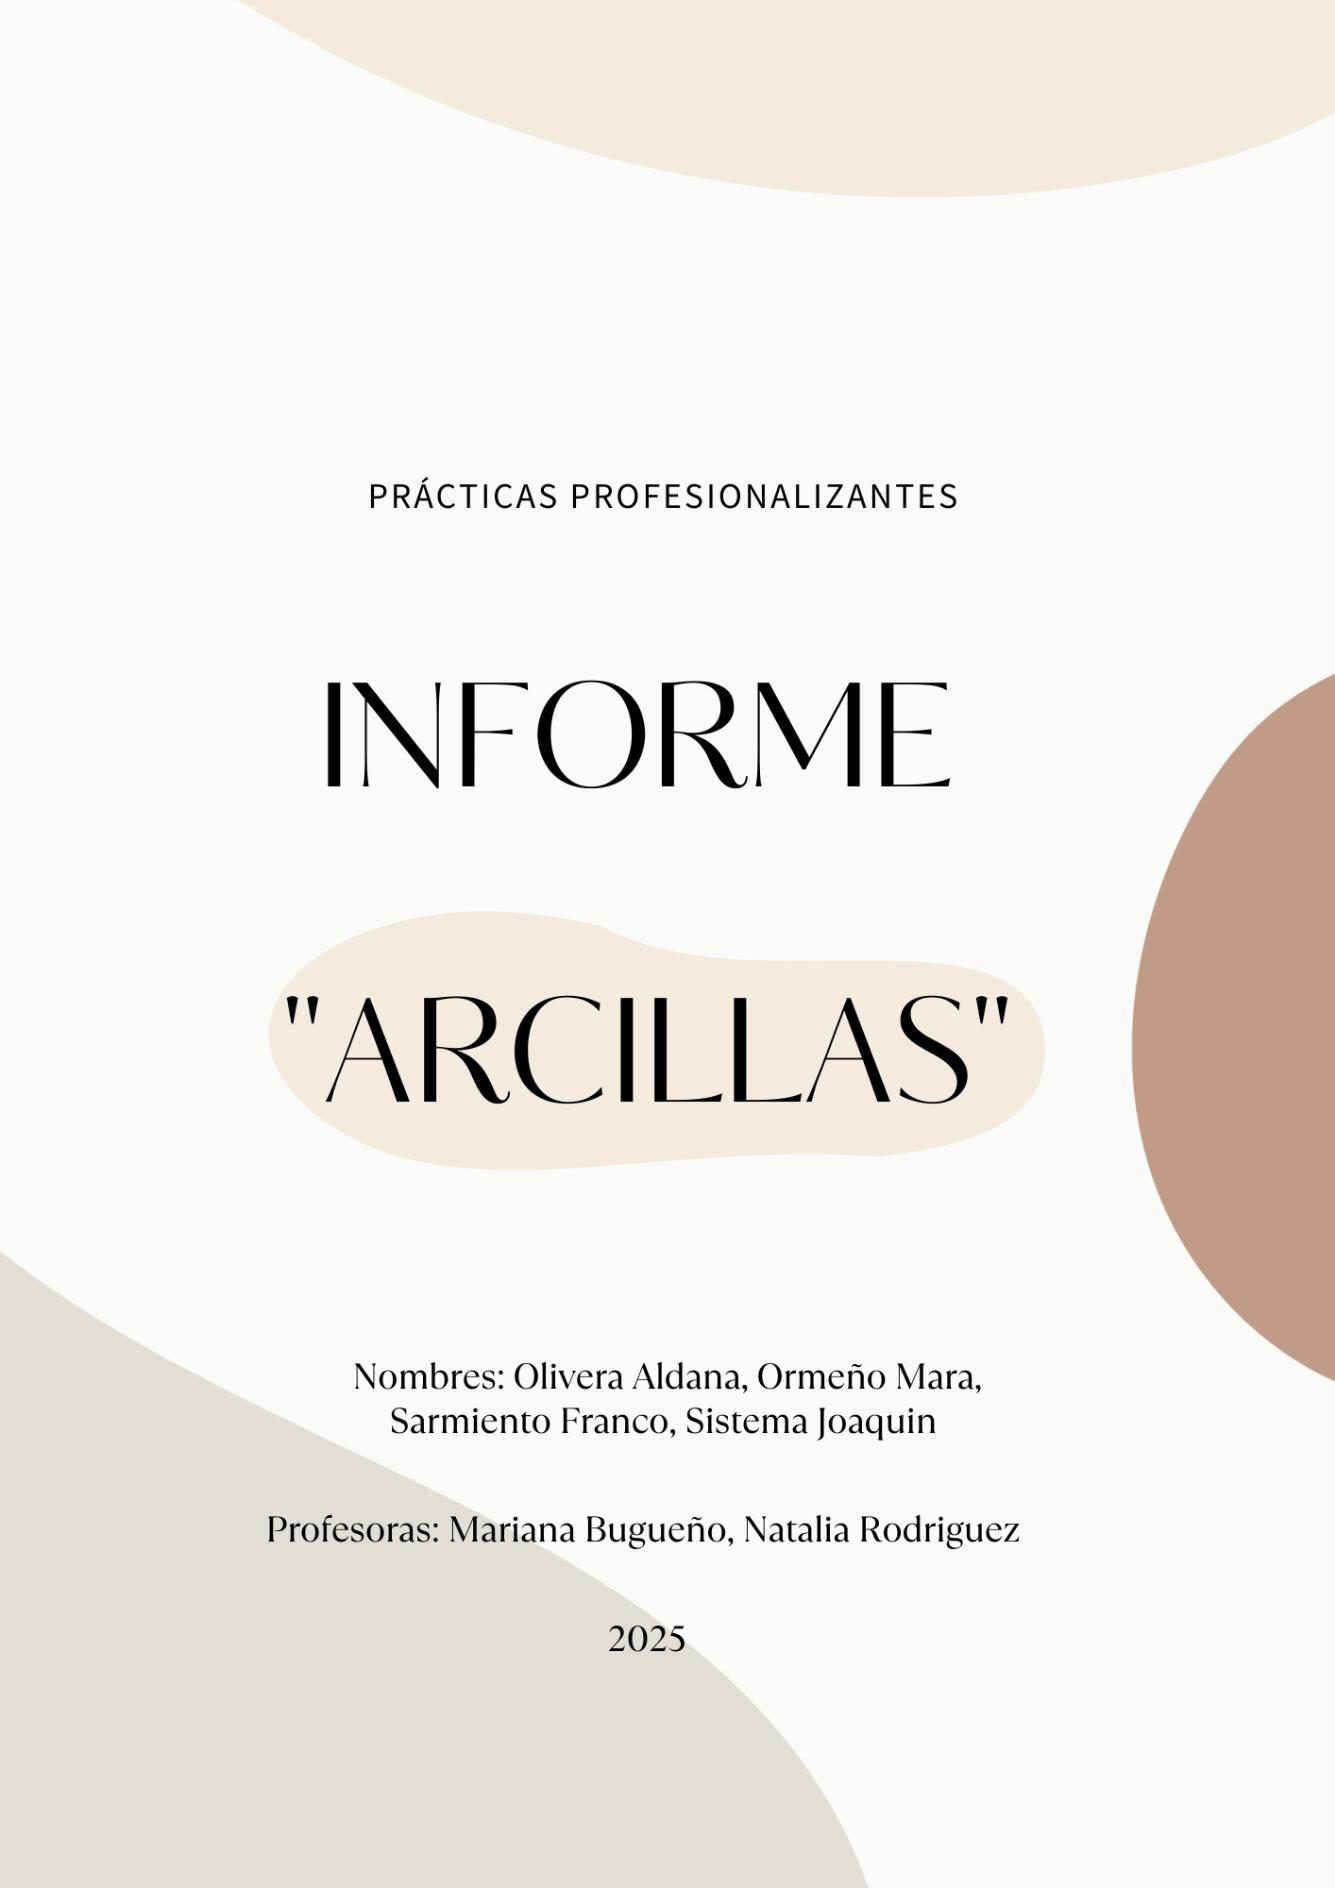 PRÁCTICAS PROFESIONALIZANTES
INFORME
"ARCILLAS"
Nombres: Olivera Aldana, Ormeño Mara,
Sarmiento Franco, Sistema Joaquin
Profesoras: Mariana Bugueño, Natalia Rodriguez
2025